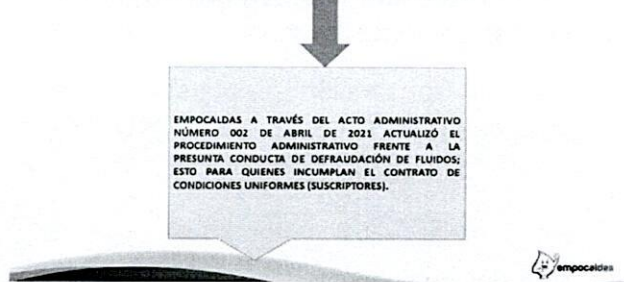 EMPOCALDAS A TRAVÉS DEL ACTO ADMINISTRATIVO
NÚMERO 002 DE ABRIL DE 2021 ACTUALIZÓ EL
PROCEDIMIENTO ADMINISTRATIVO FRENTE A LA
PRESUNTA CONDUCTA DE DEFRAUDACIÓN DE FLUIDOS;
ESTO PARA QUIENES INCUMPLAN EL CONTRATO DE
CONDICIONES UNIFORMES (SUSCRIPTORES).
empocaldas